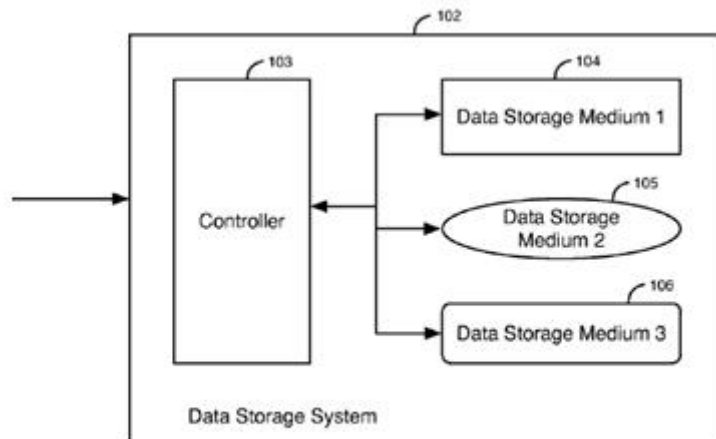 102
103
104
Data Storage Medium 1
105
Controller
Data Storage
Medium 2
106
Data Storage Medium 3
Data Storage System